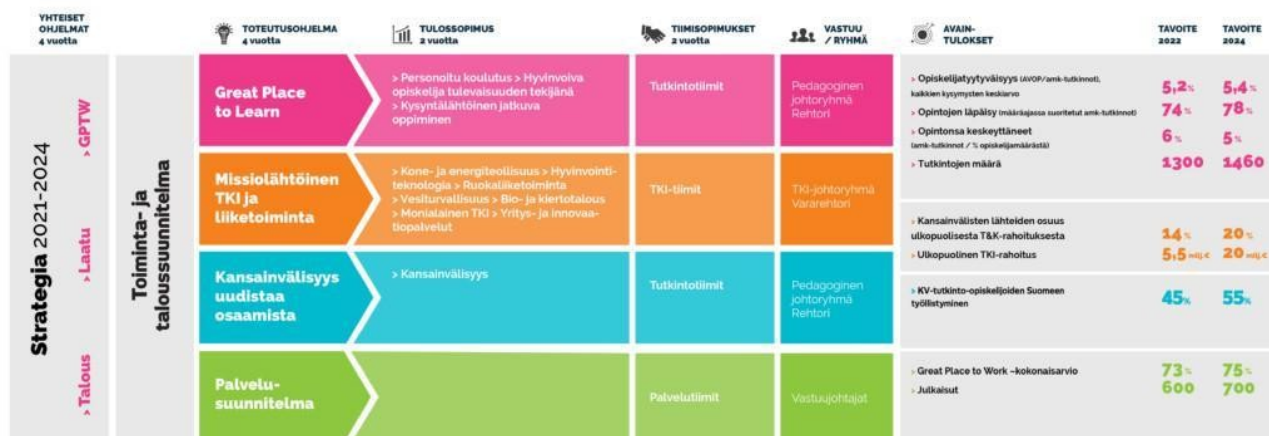 YHTEISET
OHJELMAT
4 vuotta
TOTEUTUSOHJELMA
4 vuotta
TULOSSOPIMUS
2 vuotta
TIIMISOPIMUKSET
2 vuotta
VASTUU
/ RYHMÄ
AVAIN-
TULOKSET
TAVOITE
2022
TAVOITE
2024
Strategia 2021-2024
> Talous > Laatu > GPTW
Toiminta- ja
taloussuunnitelma
Great Place
to Learn
> Personoitu koulutus > Hyvinvoiva
opiskelija tulevaisuuden tekijänä
> Kysyntälähtöinen jatkuva
oppiminen
Tutkintotiimit
Pedagoginen
johtoryhmä
Rehtori
> Opiskelijatyytyväisyys (AVOP/amk-tutkinnot),
kaikkien kysymysten keskiarvo
5,2% 5,4%
> Opintojen läpäisy (määräajassa suoritetut amk-tutkinnot)
74% 78%
> Opintonsa keskeyttäneet
(amk-tutkinnot / % opiskelijamäärästä)
6% 5%
> Tutkintojen määrä
1300 1460
Missiolähtöinen
TKI ja
liiketoiminta
> Kone- ja energiteollisuus > Hyvinvointi-
teknologia > Ruokaliiketoiminta
> Vesiturvallisuus > Bio- ja kiertotalous
> Monialainen TKI > Yritys- ja innovaa-
tiopalvelut
TKI-tiimit
TKI-johtoryhmä
Vararehtori
> Kansainvälisten lähteiden osuus
ulkopuolisesta T&K-rahoituksesta
14% 20%
> Ulkopuolinen TKI-rahoitus
5,5 milj.€ 20 milj.€
Kansainvälisyys
uudistaa
osaamista
> Kansainvälisyys
Tutkintotiimit
Pedagoginen
johtoryhmä
Rehtori
> KV-tutkinto-opiskelijoiden Suomeen
työllistyminen
45% 55%
Palvelu-
suunnitelma
Palvelutiimit
Vastuujohtajat
> Great Place to Work –kokonaisarvio
73% 75%
> Julkaisut
600 700